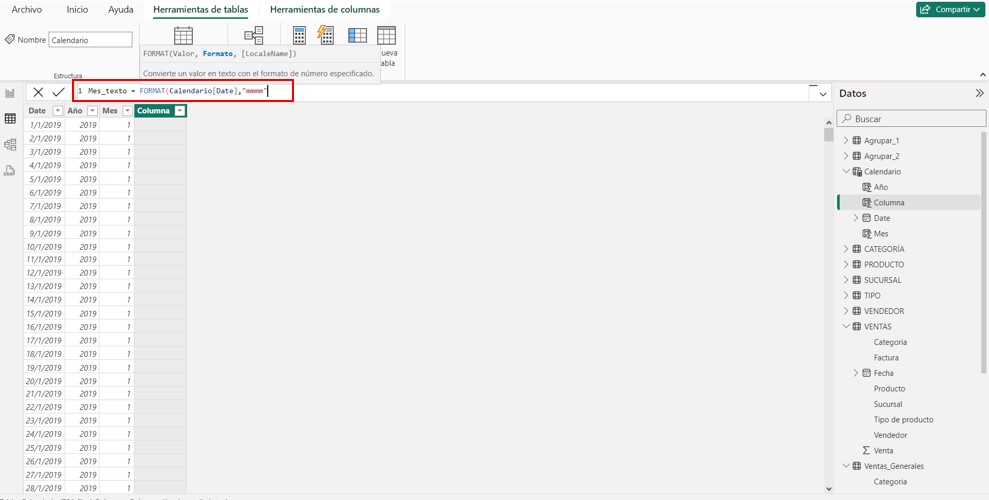 Archivo Inicio Ayuda Herramientas de tablas Herramientas de columnas Compartir
Nombre Calendario
Estructura
FORMAT(Valor, Formato, [LocaleName])
Convierte un valor en texto con el formato de número especificado.
ueva
abla
1 Mes_texto = FORMAT(Calendario[Date],"mmmm"
Date Año Mes Columna
1/1/2019 2019 1
2/1/2019 2019 1
3/1/2019 2019 1
4/1/2019 2019 1
5/1/2019 2019 1
6/1/2019 2019 1
7/1/2019 2019 1
8/1/2019 2019 1
9/1/2019 2019 1
10/1/2019 2019 1
11/1/2019 2019 1
12/1/2019 2019 1
13/1/2019 2019 1
14/1/2019 2019 1
15/1/2019 2019 1
16/1/2019 2019 1
17/1/2019 2019 1
18/1/2019 2019 1
19/1/2019 2019 1
20/1/2019 2019 1
21/1/2019 2019 1
22/1/2019 2019 1
23/1/2019 2019 1
24/1/2019 2019 1
25/1/2019 2019 1
26/1/2019 2019 1
27/1/2019 2019 1
28/1/2019 2019 1
Datos
Buscar
Agrupar_1
Agrupar_2
Calendario
Año
Columna
Date
Mes
CATEGORÍA
PRODUCTO
SUCURSAL
TIPO
VENDEDOR
VENTAS
Categoria
Factura
Fecha
Producto
Sucursal
Tipo de producto
Vendedor
Venta
Ventas_Generales
Categoria